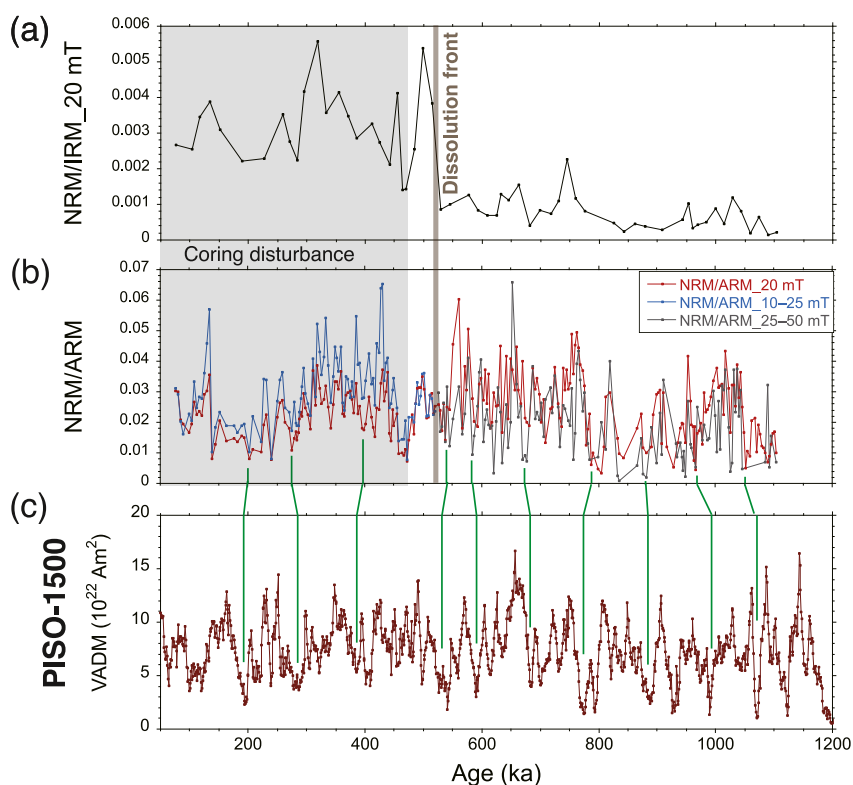 (a)
0.006
0.005
0.004
0.003
0.002
0.001
0
NRM/IRM_20 mT
Dissolution front
Coring disturbance
(b)
0.07
0.06
0.05
0.04
0.03
0.02
0.01
0
NRM/ARM
NRM/ARM_20 mT
NRM/ARM_10–25 mT
NRM/ARM_25–50 mT
(c)
20
15
10
5
0
PISO-1500
VADM (10²² Am²)
200 400 600 800 1000 1200
Age (ka)